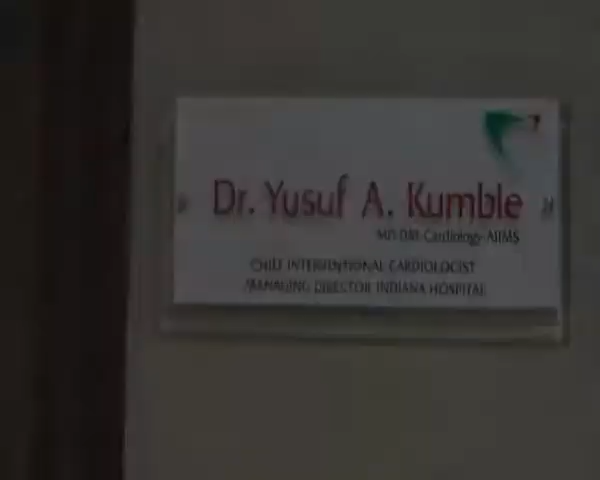 Dr. Yusuf A. Kumble
MD DM Cardiology-AIIMS
CHIEF INTERVENTIONAL CARDIOLOGIST
MANAGING DIRECTOR INDIANA HOSPITAL